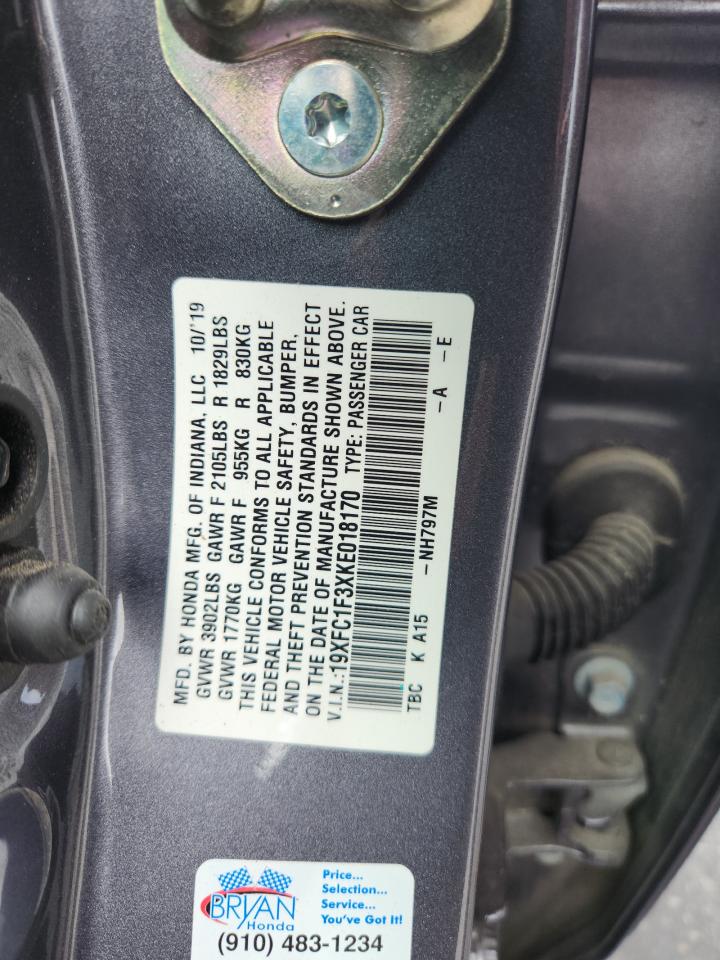 MFD. BY HONDA MFG. OF INDIANA, LLC 10/'19
GVWR 3902LBS GAWR F 2105LBS R 1829LBS
GVWR 1770KG GAWR F 955KG R 830KG
THIS VEHICLE CONFORMS TO ALL APPLICABLE
FEDERAL MOTOR VEHICLE SAFETY, BUMPER,
AND THEFT PREVENTION STANDARDS IN EFFECT
ON THE DATE OF MANUFACTURE SHOWN ABOVE.
V.I.N.:19XFC1F3XKE018170 TYPE: PASSENGER CAR
TBC K A15 -NH797M -A -E
BRYAN
Honda
Price...
Selection...
Service...
You've Got It!
(910) 483-1234